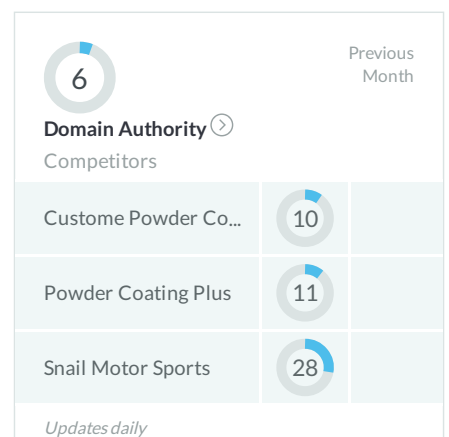 6
Previous
Month
Domain Authority
Competitors
Custome Powder Co...
10
Powder Coating Plus
11
Snail Motor Sports
28
Updates daily